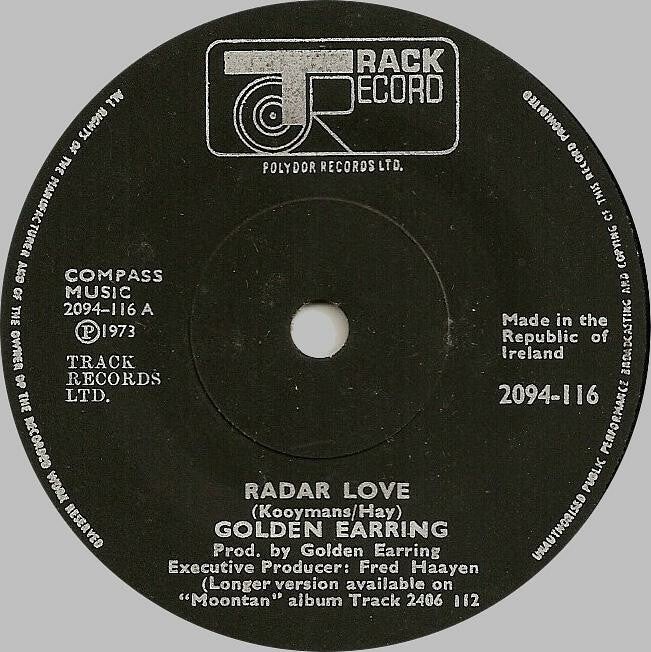 TRACK
RECORD
POLYDOR RECORDS LTD.
ALL RIGHTS OF THE MANUFACTURER AND OF THE OWNER OF THE RECORDED WORK RESERVED
UNAUTHORISED PUBLIC PERFORMANCE BROADCASTING AND COPYING OF THIS RECORD PROHIBITED
COMPASS
MUSIC
2094-116 A
Ⓟ1973
TRACK
RECORDS
LTD.
Made in the
Republic of
Ireland
2094-116
RADAR LOVE
(Kooymans/Hay)
GOLDEN EARRING
Prod. by Golden Earring
Executive Producer: Fred Haayen
(Longer version available on
"Moontan" album Track 2406 112